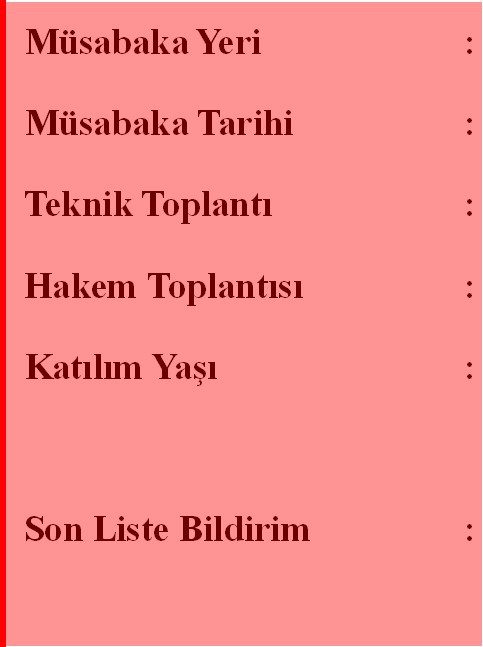 Müsabaka Yeri :
Müsabaka Tarihi :
Teknik Toplantı :
Hakem Toplantısı :
Katılım Yaşı :
Son Liste Bildirim :